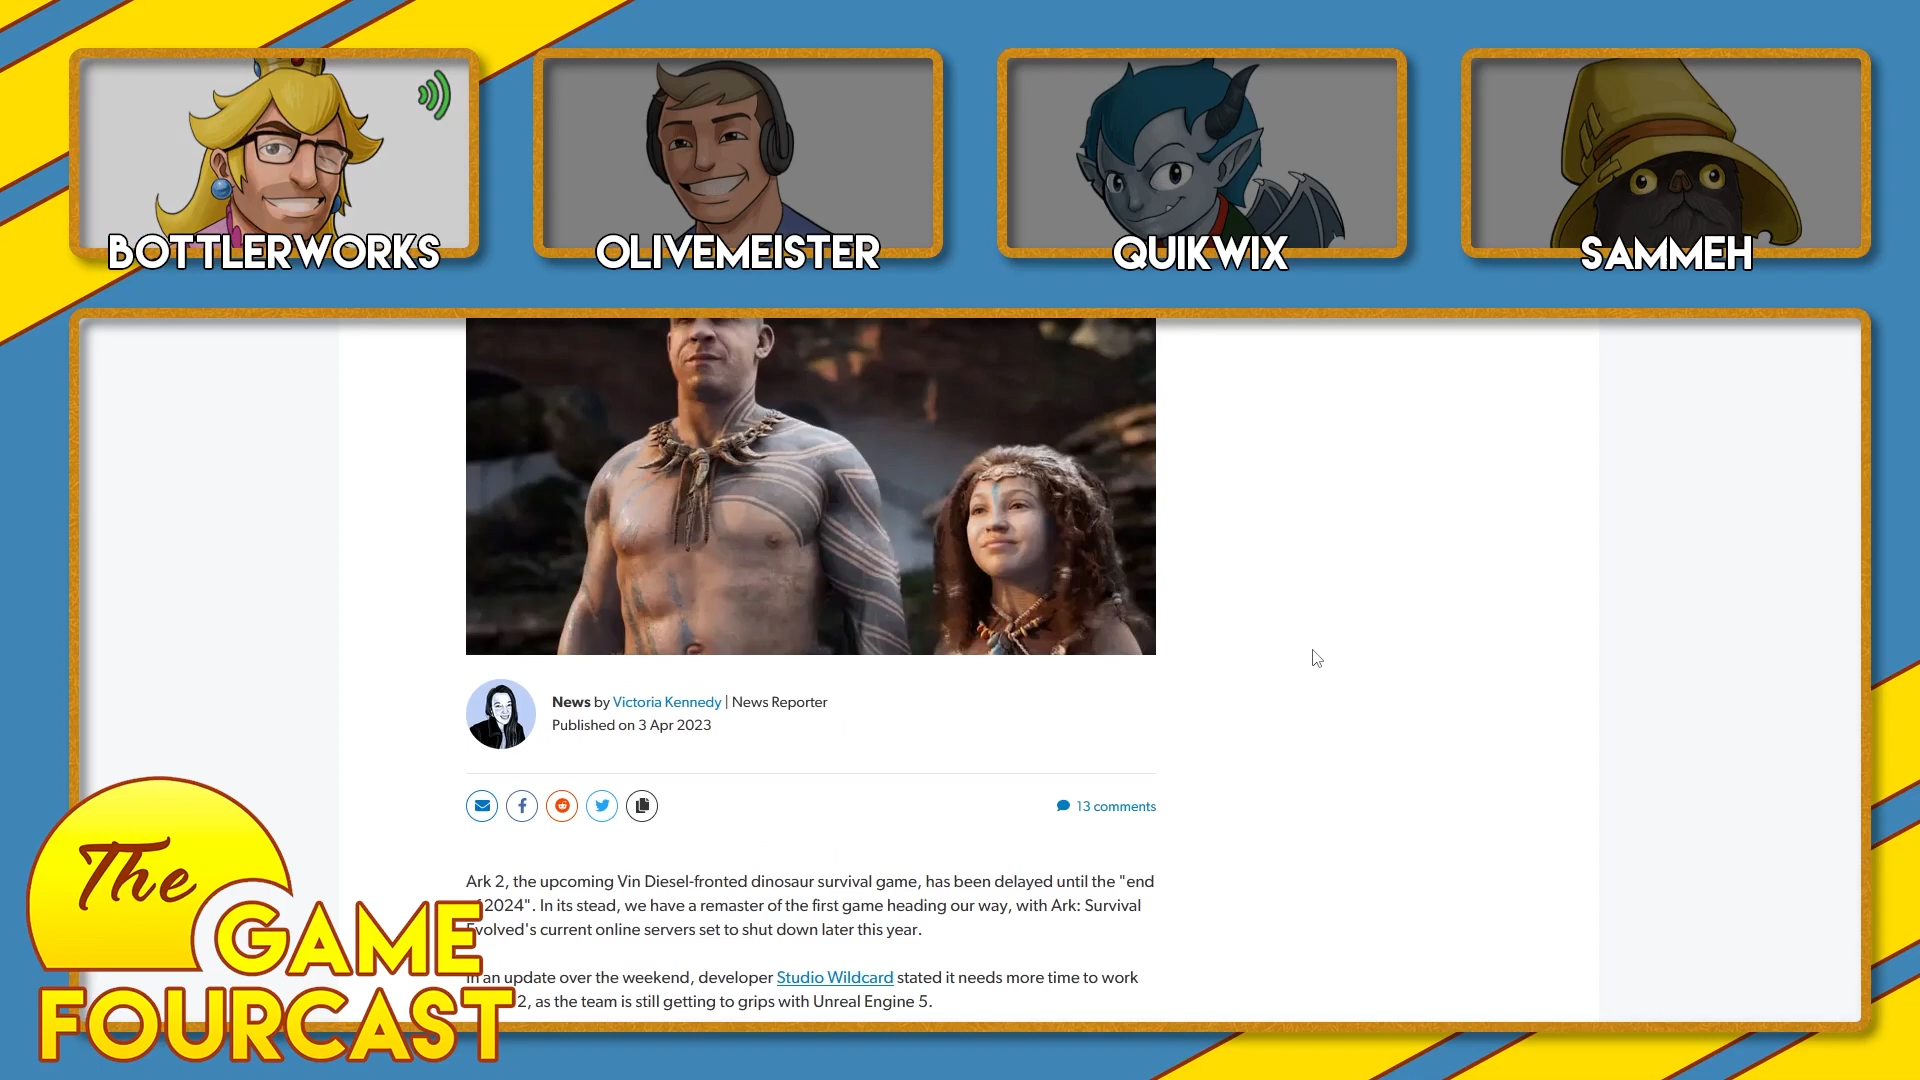 BOTTLERWORKS
OLIVEMEISTER
QUIKWIX
SAMMEH
News by Victoria Kennedy | News Reporter
Published on 3 Apr 2023
13 comments
Ark 2, the upcoming Vin Diesel-fronted dinosaur survival game, has been delayed until the "end
2024". In its stead, we have a remaster of the first game heading our way, with Ark: Survival
Evolved's current online servers set to shut down later this year.
In an update over the weekend, developer Studio Wildcard stated it needs more time to work
2, as the team is still getting to grips with Unreal Engine 5.
The
GAME
FOURCAST